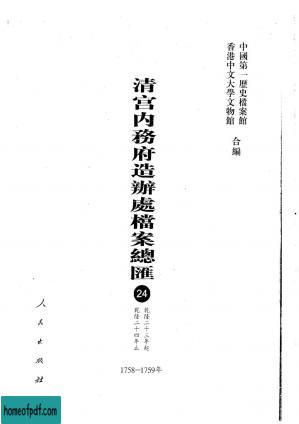 中國第一歷史檔案館
香港中文大學文物館
合編
清宮內務府造辦處檔案總匯
24
乾隆二十三年起
乾隆二十四年止
1758-1759年
人民出版社
homeofpdf.com